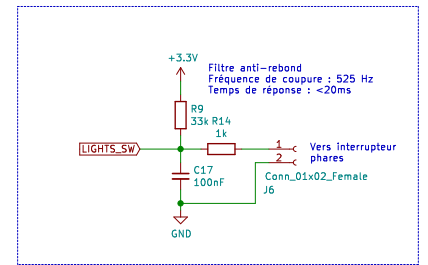 +3.3V
Filtre anti-rebond
Fréquence de coupure : 525 Hz
Temps de réponse : <20ms
R9
33k
R14
1k
LIGHTS_SW
1
2
Vers interrupteur
phares
C17
100nF
Conn_01x02_Female
J6
GND